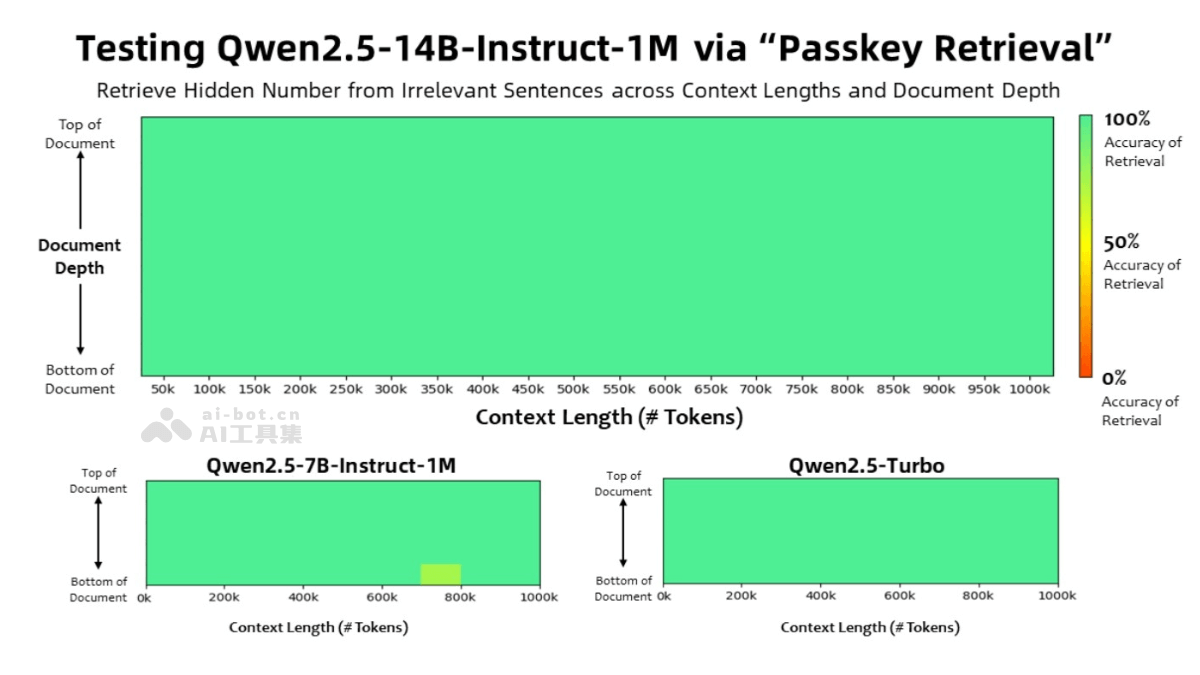 Testing Qwen2.5-14B-Instruct-1M via “Passkey Retrieval”
Retrieve Hidden Number from Irrelevant Sentences across Context Lengths and Document Depth
Top of
Document
Document
Depth
Bottom of
Document
100%
Accuracy of
Retrieval
50%
Accuracy of
Retrieval
0%
Accuracy of
Retrieval
50k 100k 150k 200k 250k 300k 350k 400k 450k 500k 550k 600k 650k 700k 750k 800k 850k 900k 950k 1000k
Context Length (# Tokens)
ai-bot.cn
AI工具集
Qwen2.5-7B-Instruct-1M
Top of
Document
Bottom of
Document
0k 200k 400k 600k 800k 1000k
Context Length (# Tokens)
Qwen2.5-Turbo
Top of
Document
Bottom of
Document
0k 200k 400k 600k 800k 1000k
Context Length (# Tokens)